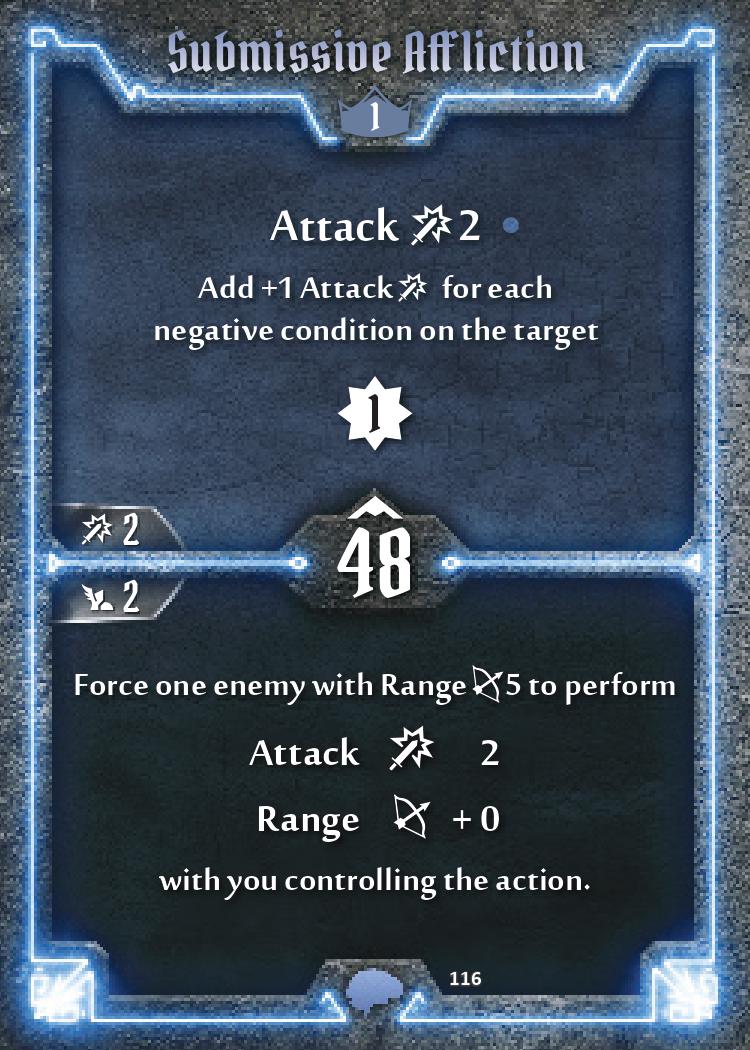 Submissive Affliction
1
Attack 2
Add +1 Attack for each
negative condition on the target
1
2
48
2
Force one enemy with Range 5 to perform
Attack 2
Range + 0
with you controlling the action.
116